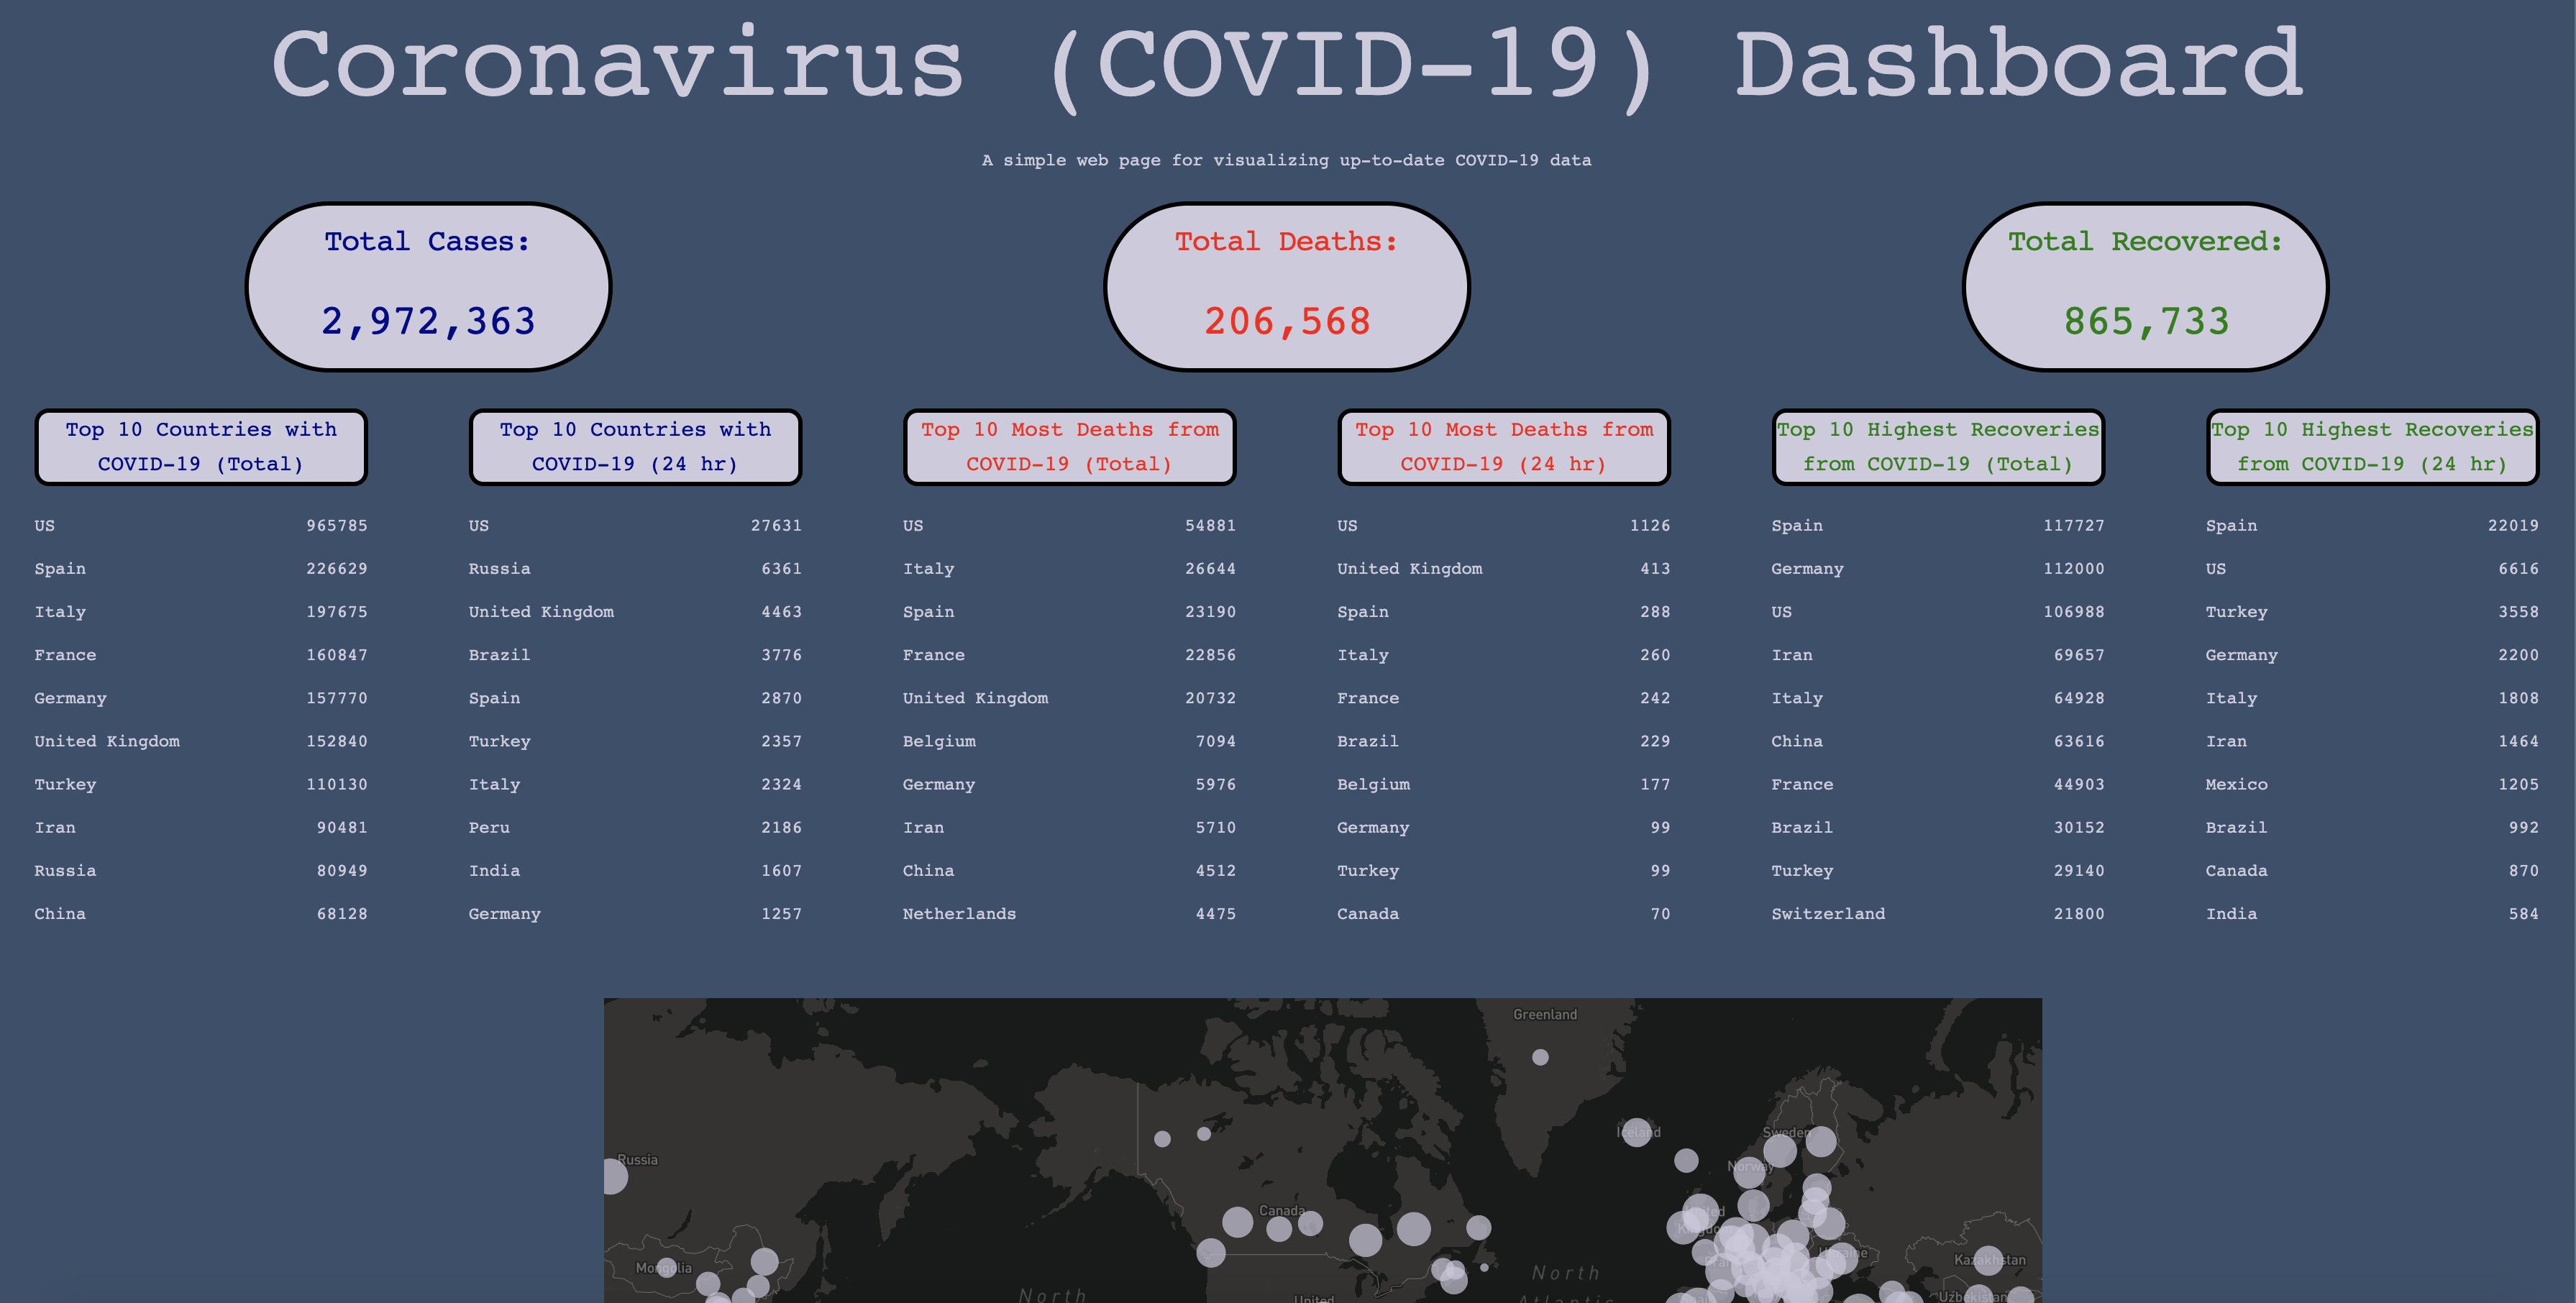 Coronavirus (COVID-19) Dashboard
A simple web page for visualizing up-to-date COVID-19 data
Total Cases:
2,972,363
Total Deaths:
206,568
Total Recovered:
865,733
Top 10 Countries with
COVID-19 (Total)
US 965785
Spain 226629
Italy 197675
France 160847
Germany 157770
United Kingdom 152840
Turkey 110130
Iran 90481
Russia 80949
China 68128
Top 10 Countries with
COVID-19 (24 hr)
US 27631
Russia 6361
United Kingdom 4463
Brazil 3776
Spain 2870
Turkey 2357
Italy 2324
Peru 2186
India 1607
Germany 1257
Top 10 Most Deaths from
COVID-19 (Total)
US 54881
Italy 26644
Spain 23190
France 22856
United Kingdom 20732
Belgium 7094
Germany 5976
Iran 5710
China 4512
Netherlands 4475
Top 10 Most Deaths from
COVID-19 (24 hr)
US 1126
United Kingdom 413
Spain 288
Italy 260
France 242
Brazil 229
Belgium 177
Germany 99
Turkey 99
Canada 70
Top 10 Highest Recoveries
from COVID-19 (Total)
Spain 117727
Germany 112000
US 106988
Iran 69657
Italy 64928
China 63616
France 44903
Brazil 30152
Turkey 29140
Switzerland 21800
Top 10 Highest Recoveries
from COVID-19 (24 hr)
Spain 22019
US 6616
Turkey 3558
Germany 2200
Italy 1808
Iran 1464
Mexico 1205
Brazil 992
Canada 870
India 584
Greenland
Iceland
Sweden
Russia
Norway
Canada
United
Kingdom
Ukraine
Mongolia
Kazakhstan
France
North
Atlantic
North
United
Uzbekistan